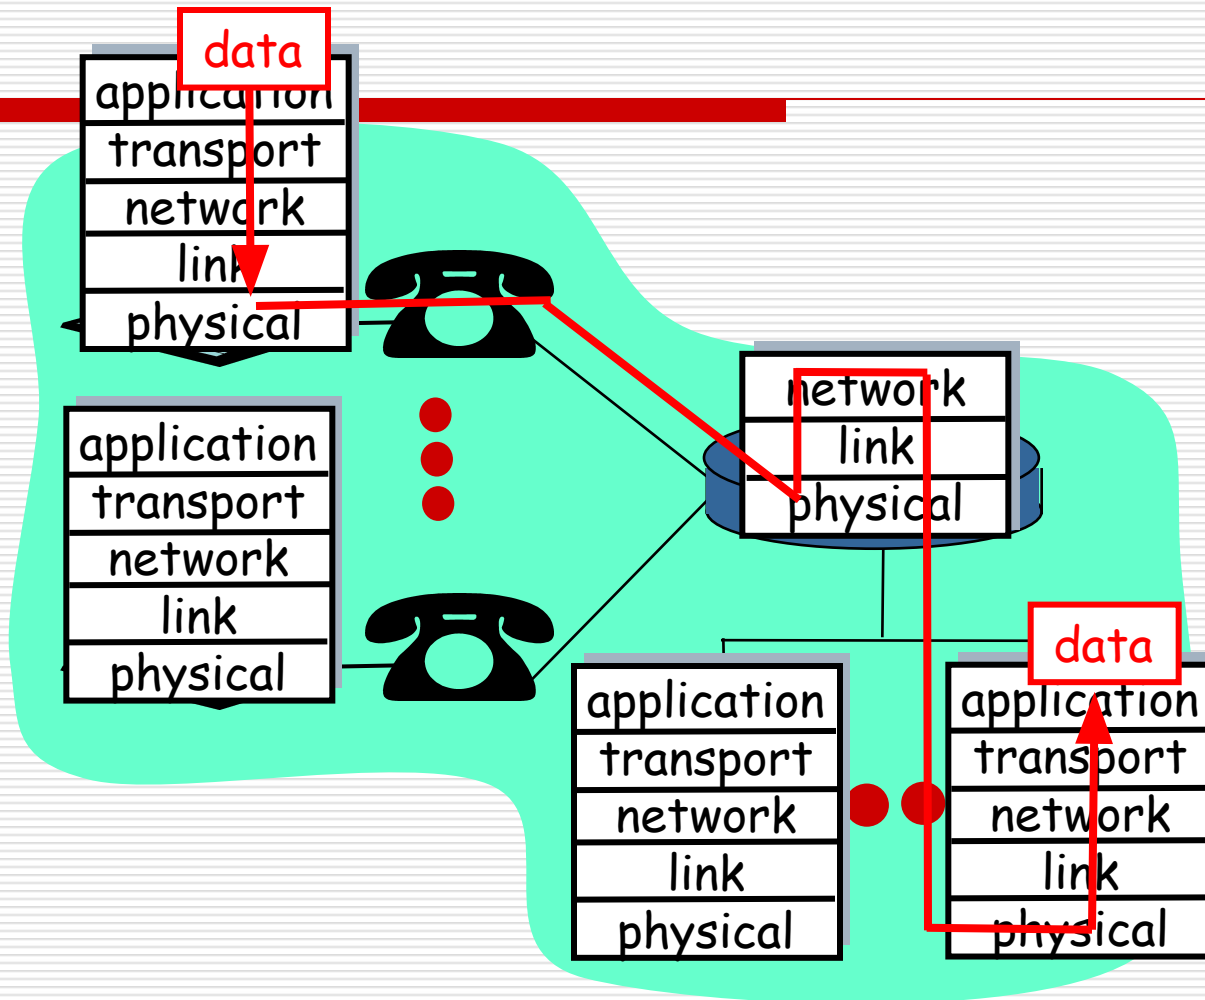 data
application
transport
network
link
physical
application
transport
network
link
physical
network
link
physical
application
transport
network
link
physical
data
application
transport
network
link
physical